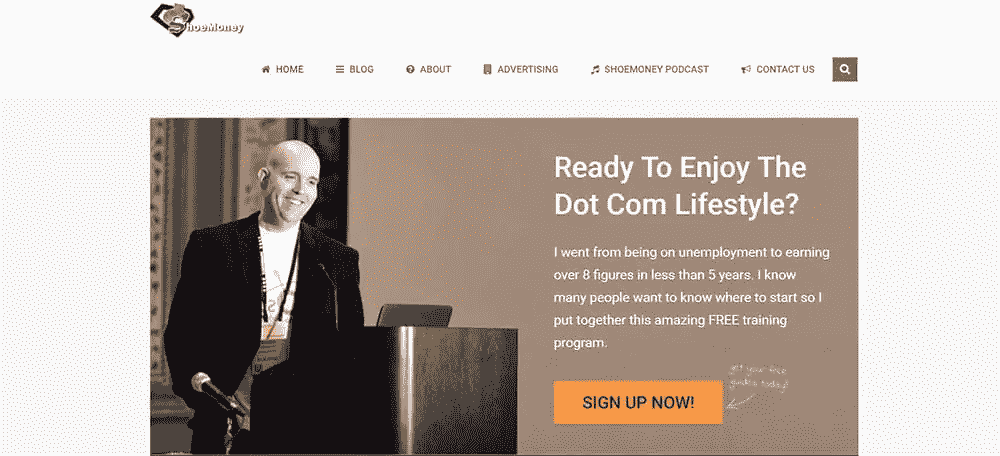 ShoeMoney
HOME BLOG ABOUT ADVERTISING SHOEMONEY PODCAST CONTACT US
Ready To Enjoy The
Dot Com Lifestyle?
I went from being on unemployment to earning
over 8 figures in less than 5 years. I know
many people want to know where to start so I
put together this amazing FREE training
program.
get your free
guides today!
SIGN UP NOW!